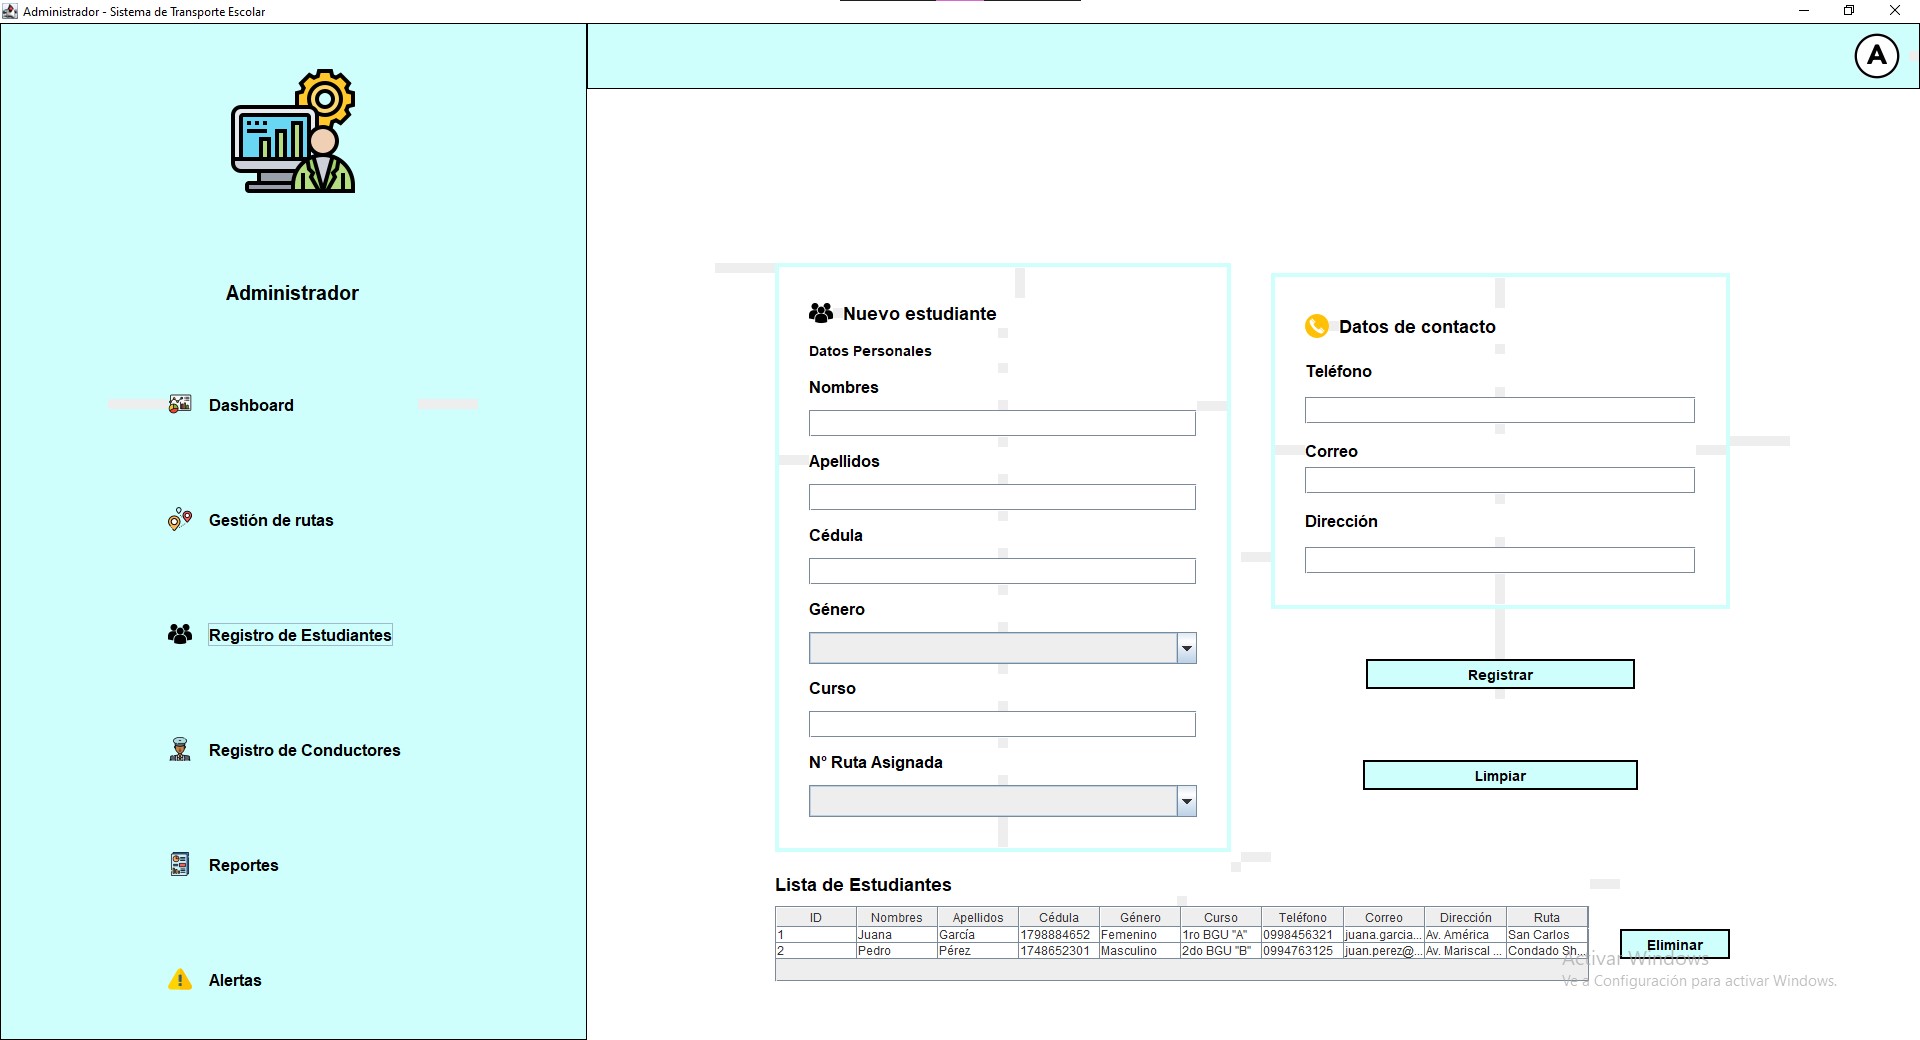 Administrador - Sistema de Transporte Escolar
A
Administrador
Dashboard
Gestión de rutas
Registro de Estudiantes
Registro de Conductores
Reportes
Alertas
Nuevo estudiante
Datos Personales
Nombres
Apellidos
Cédula
Género
Curso
N° Ruta Asignada
Datos de contacto
Teléfono
Correo
Dirección
Registrar
Limpiar
Lista de Estudiantes
ID Nombres Apellidos Cédula Género Curso Teléfono Correo Dirección Ruta
1 Juana García 1798884652 Femenino 1ro BGU "A" 0998456321 juana.garcia... Av. América San Carlos
2 Pedro Pérez 1748652301 Masculino 2do BGU "B" 0994763125 juan.perez@... Av. Mariscal ... Condado Sh...
Eliminar
Activar Windows
Ve a Configuración para activar Windows.